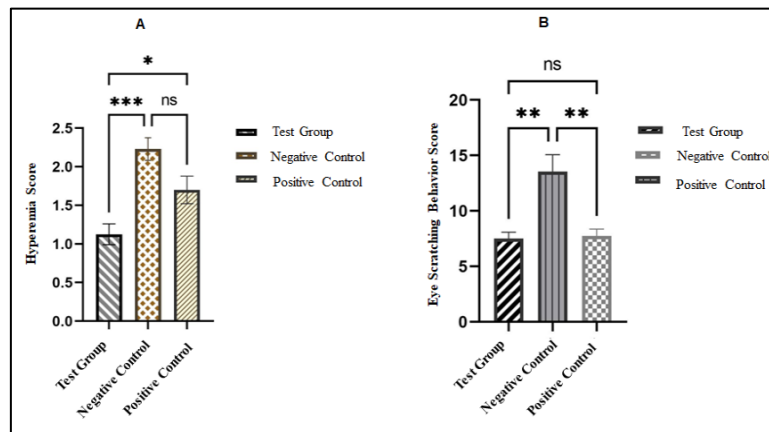 A
*
***
ns
2.5
2.0
1.5
1.0
0.5
0.0
Hyperemia Score
Test Group
Negative Control
Positive Control
Test Group
Negative Control
Positive Control
B
ns
**
**
20
15
10
5
0
Eye Scratching Behavior Score
Test Group
Negative Control
Positive Control
Test Group
Negative Control
Positive Control